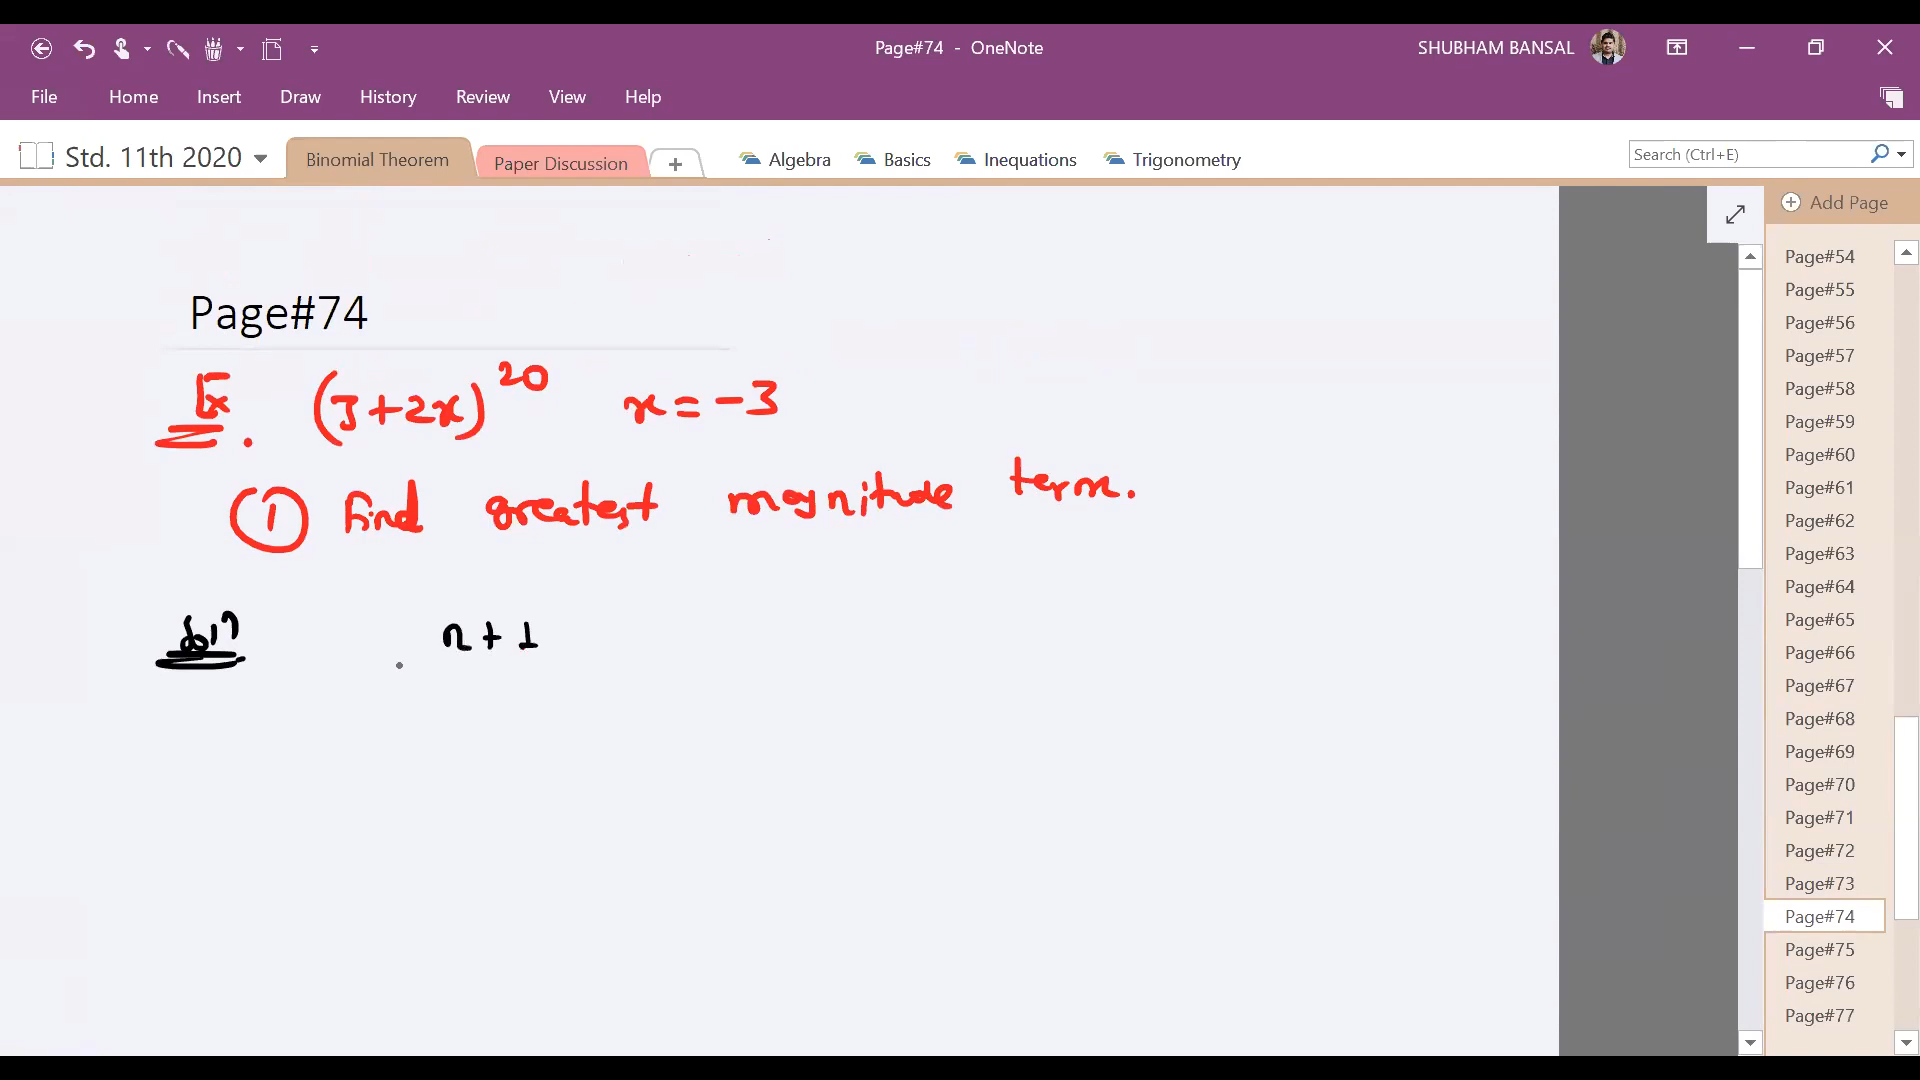 Page#74 - OneNote
SHUBHAM BANSAL
File Home Insert Draw History Review View Help
Std. 11th 2020
Binomial Theorem
Paper Discussion
+
Algebra
Basics
Inequations
Trigonometry
Search (Ctrl+E)
Add Page
Page#74
Ex. (3+2x)^20 x = -3
① Find greatest magnitude term.
Solⁿ n + 1
Page#54
Page#55
Page#56
Page#57
Page#58
Page#59
Page#60
Page#61
Page#62
Page#63
Page#64
Page#65
Page#66
Page#67
Page#68
Page#69
Page#70
Page#71
Page#72
Page#73
Page#74
Page#75
Page#76
Page#77